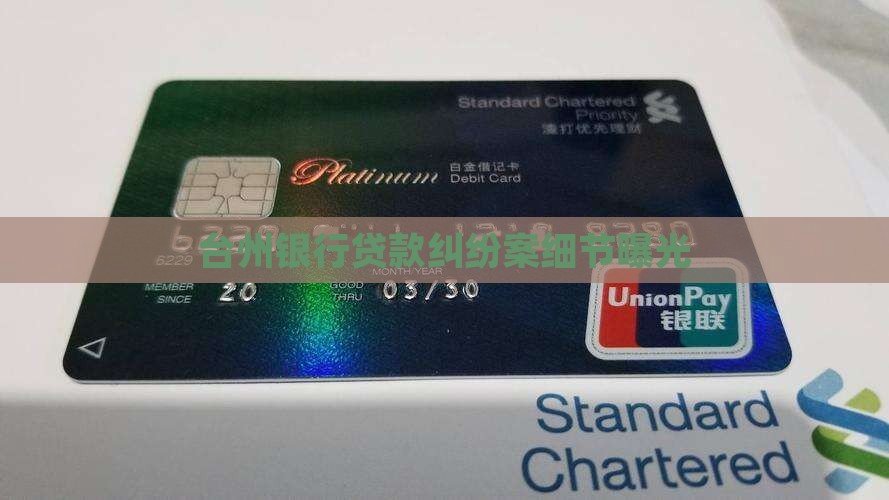 Standard Chartered
Priority
渣打优先理财
Platinum
白金借记卡
Debit Card
台州银行贷款纠纷案细节曝光
6229
MONTH/YEAR
MEMBER SINCE 20
GOOD THRU 03/30
UnionPay
银联
Standard
Chartered